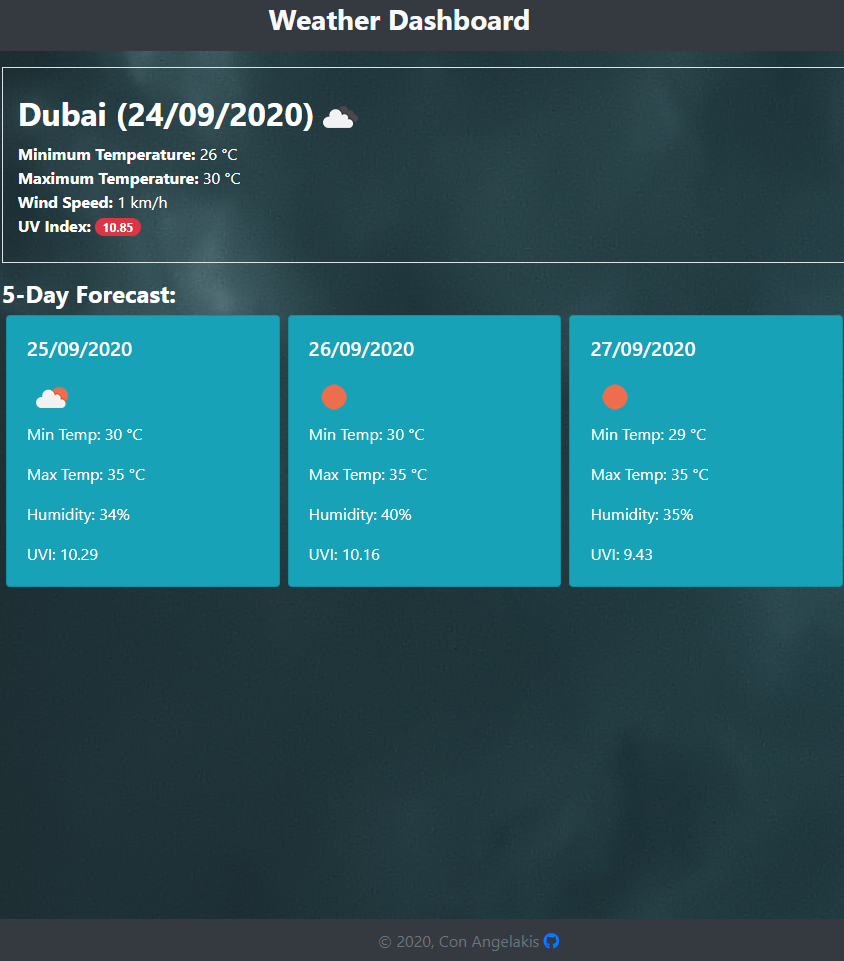 Weather Dashboard
Dubai (24/09/2020)
Minimum Temperature: 26 °C
Maximum Temperature: 30 °C
Wind Speed: 1 km/h
UV Index: 10.85
5-Day Forecast:
25/09/2020
Min Temp: 30 °C
Max Temp: 35 °C
Humidity: 34%
UVI: 10.29
26/09/2020
Min Temp: 30 °C
Max Temp: 35 °C
Humidity: 40%
UVI: 10.16
27/09/2020
Min Temp: 29 °C
Max Temp: 35 °C
Humidity: 35%
UVI: 9.43
© 2020, Con Angelakis